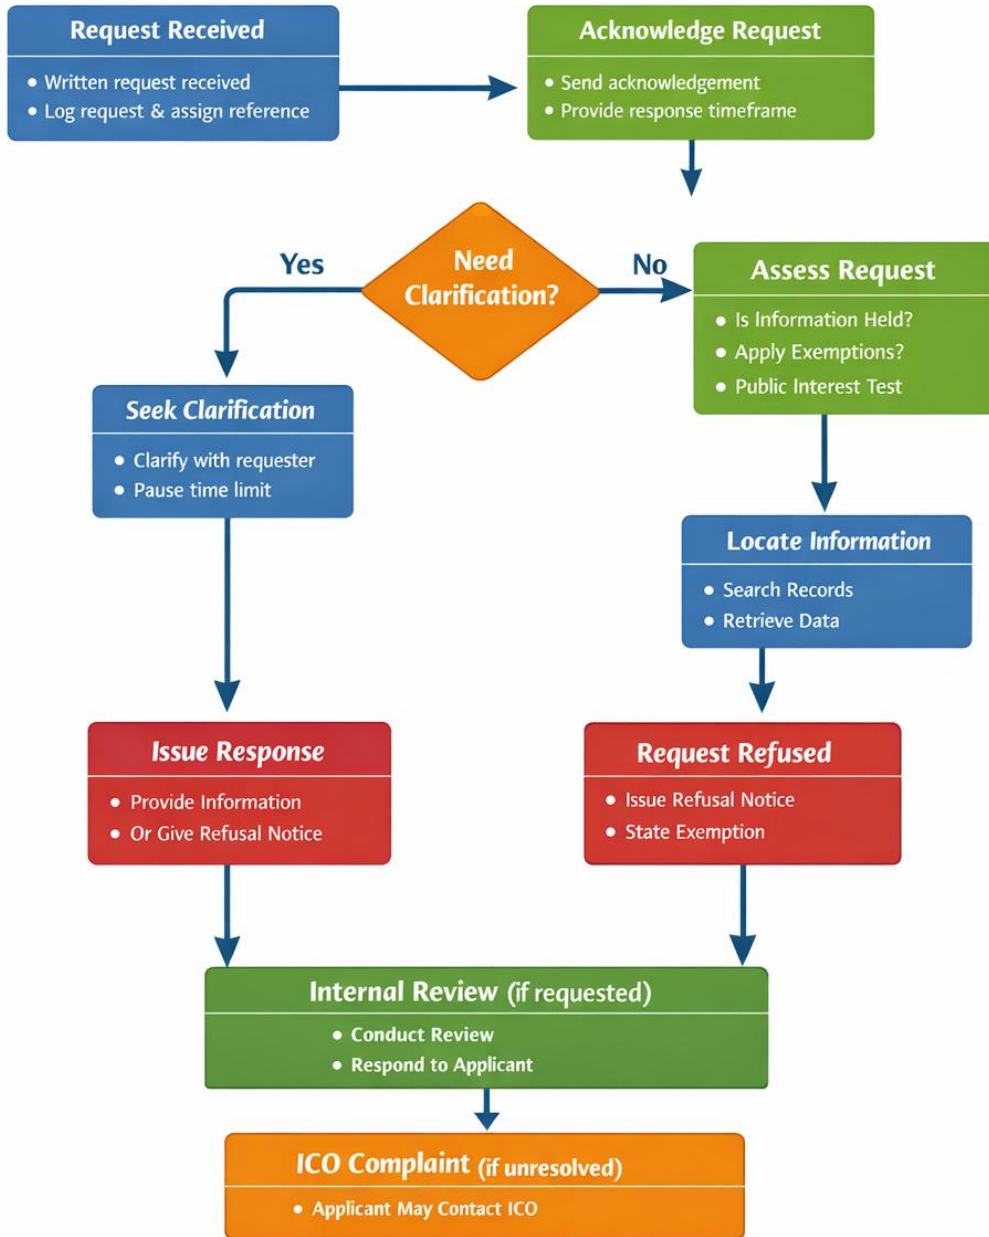 Request Received
• Written request received
• Log request & assign reference
Acknowledge Request
• Send acknowledgement
• Provide response timeframe
Need
Clarification?
Yes
No
Assess Request
• Is Information Held?
• Apply Exemptions?
• Public Interest Test
Seek Clarification
• Clarify with requester
• Pause time limit
Locate Information
• Search Records
• Retrieve Data
Issue Response
• Provide Information
• Or Give Refusal Notice
Request Refused
• Issue Refusal Notice
• State Exemption
Internal Review (if requested)
• Conduct Review
• Respond to Applicant
ICO Complaint (if unresolved)
• Applicant May Contact ICO